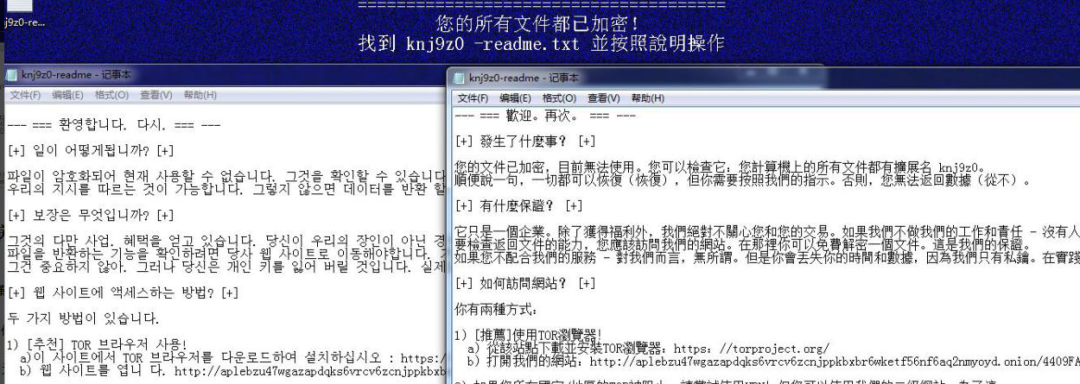 j9z0-re...
您的所有文件都已加密!
找到 knj9z0 -readme.txt 並按照說明操作
knj9z0-readme - 记事本
文件(F) 编辑(E) 格式(O) 查看(V) 帮助(H)
--- === 환영합니다. 다시. === ---
[+] 일이 어떻게됩니까? [+]
파일이 암호화되어 현재 사용할 수 없습니다. 그것을 확인할 수 있습니다
우리의 지시를 따르는 것이 가능합니다. 그렇지 않으면 데이터를 반환 할
[+] 보장은 무엇입니까? [+]
그것의 다만 사업. 혜택을 얻고 있습니다. 당신이 우리의 장인이 아닌 경
파일을 반환하는 기능을 확인하려면 당사 웹 사이트로 이동해야합니다.
그건 중요하지 않아. 그러나 당신은 개인 키를 잃어 버릴 것입니다. 실제
[+] 웹 사이트에 액세스하는 방법? [+]
두 가지 방법이 있습니다.
1) [추천] TOR 브라우저 사용!
a)이 사이트에서 TOR 브라우저를 다운로드하여 설치하십시오 : https:/
b) 웹 사이트를 엽니 다. http://aplebzu47wgazapdqks6vrcv6zcnjppkbxb
knj9z0-readme - 记事本
文件(F) 编辑(E) 格式(O) 查看(V) 帮助(H)
--- === 歡迎。再次。 === ---
[+] 發生了什麼事? [+]
您的文件已加密，目前無法使用。您可以檢查它：您計算機上的所有文件都有擴展名 knj9z0。
順便說一句，一切都可以恢復（恢復），但你需要按照我們的指示。否則，您無法返回數據（從不）。
[+] 有什麼保證? [+]
它只是一個企業。除了獲得福利外，我們絕對不關心您和您的交易。如果我們不做我們的工作和責任 - 沒有人
要檢查返回文件的能力，您應該訪問我們的網站。在那裡你可以免費解密一個文件。這是我們的保證。
如果您不配合我們的服務 - 對我們而言，無所謂。但是你會丟失你的時間和數據，因為我們只有私鑰。在實踐
[+] 如何訪問網站? [+]
你有兩種方式：
1) [推薦]使用TOR瀏覽器!
a) 從該站點下載並安裝TOR瀏覽器：https: //torproject.org/
b) 打開我們的網站：http://aplebzu47wgazapdqks6vrcv6zcnjppkbxbr6wketf56nf6aq2nmyoyd.onion/4409FA